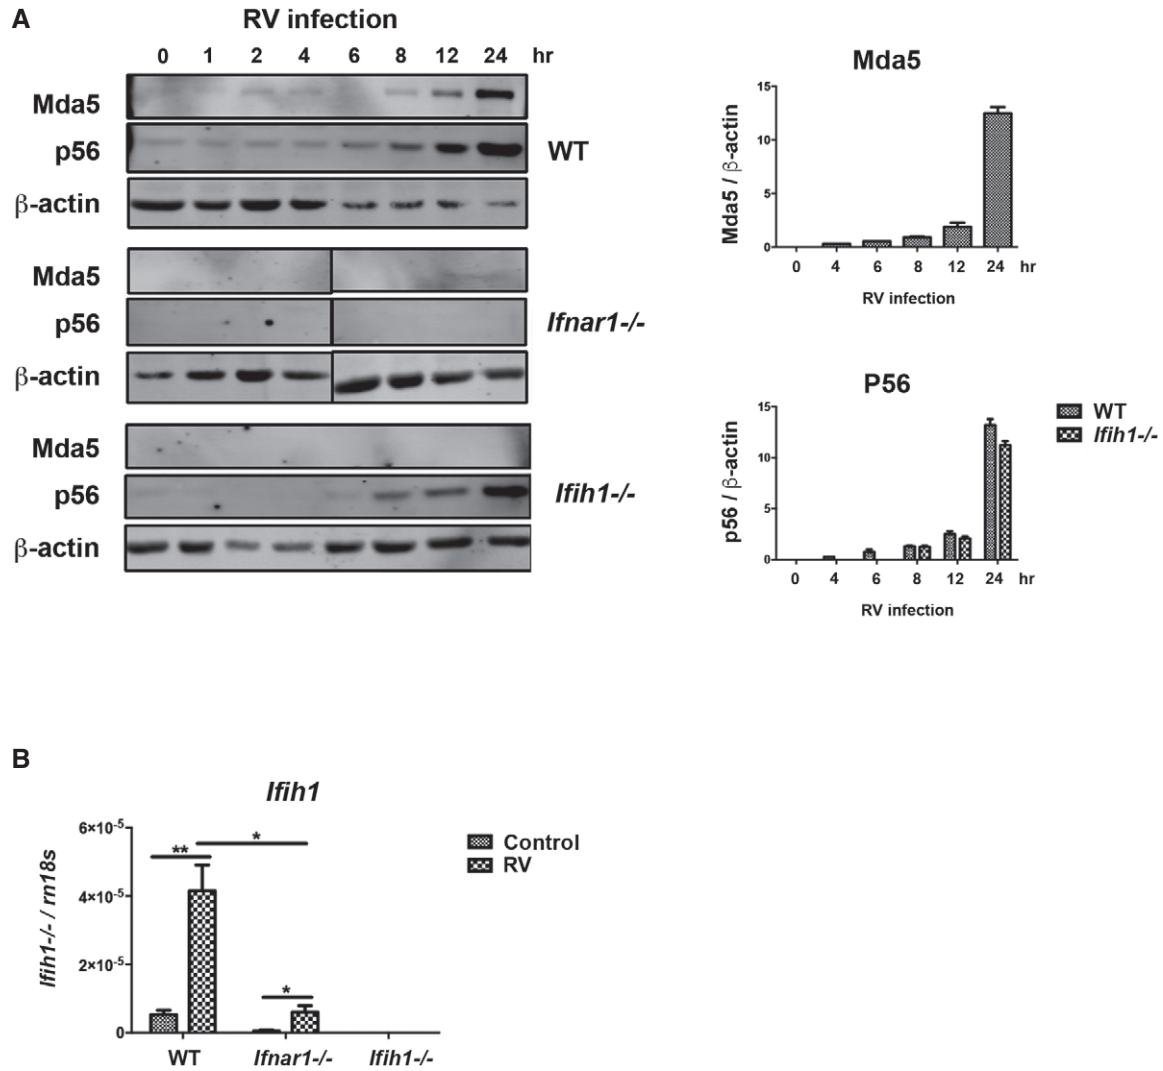 A
RV infection
0 1 2 4 6 8 12 24 hr
Mda5
p56 WT
β-actin
Mda5
p56 Ifnar1-/-
β-actin
Mda5
p56 Ifih1-/-
β-actin
Mda5
Mda5 / β-actin
15
10
5
0
0 4 6 8 12 24 hr
RV infection
P56
p56 / β-actin
15
10
5
0
0 4 6 8 12 24 hr
RV infection
WT
Ifih1-/-
B
Ifih1
Ifih1-/- / rn18s
6×10-5
4×10-5
2×10-5
0
** * *
WT Ifnar1-/- Ifih1-/-
Control
RV